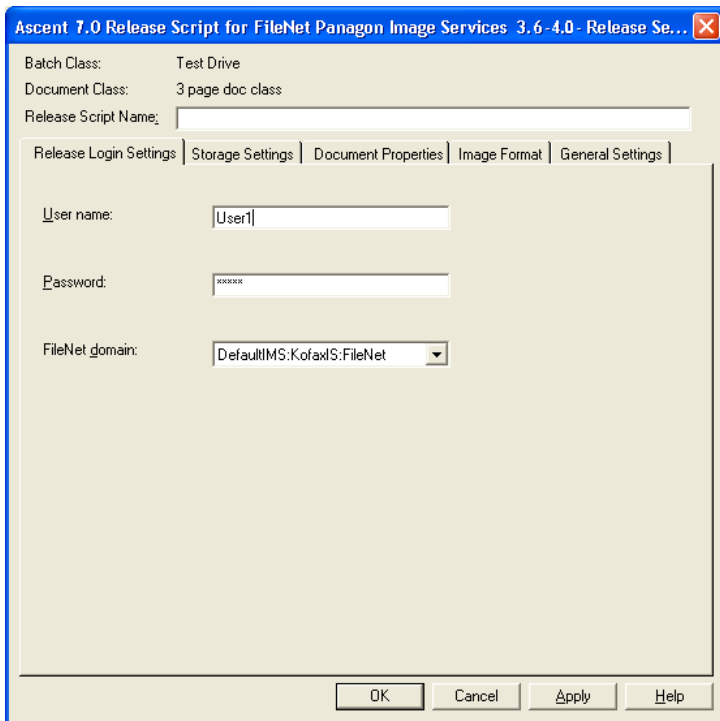 Ascent 7.0 Release Script for FileNet Panagon Image Services 3.6-4.0- Release Se...
Batch Class: Test Drive
Document Class: 3 page doc class
Release Script Name:
Release Login Settings Storage Settings Document Properties Image Format General Settings
User name: User1
Password: xxxxx
FileNet domain: DefaultIMS:KofaxIS:FileNet
OK Cancel Apply Help